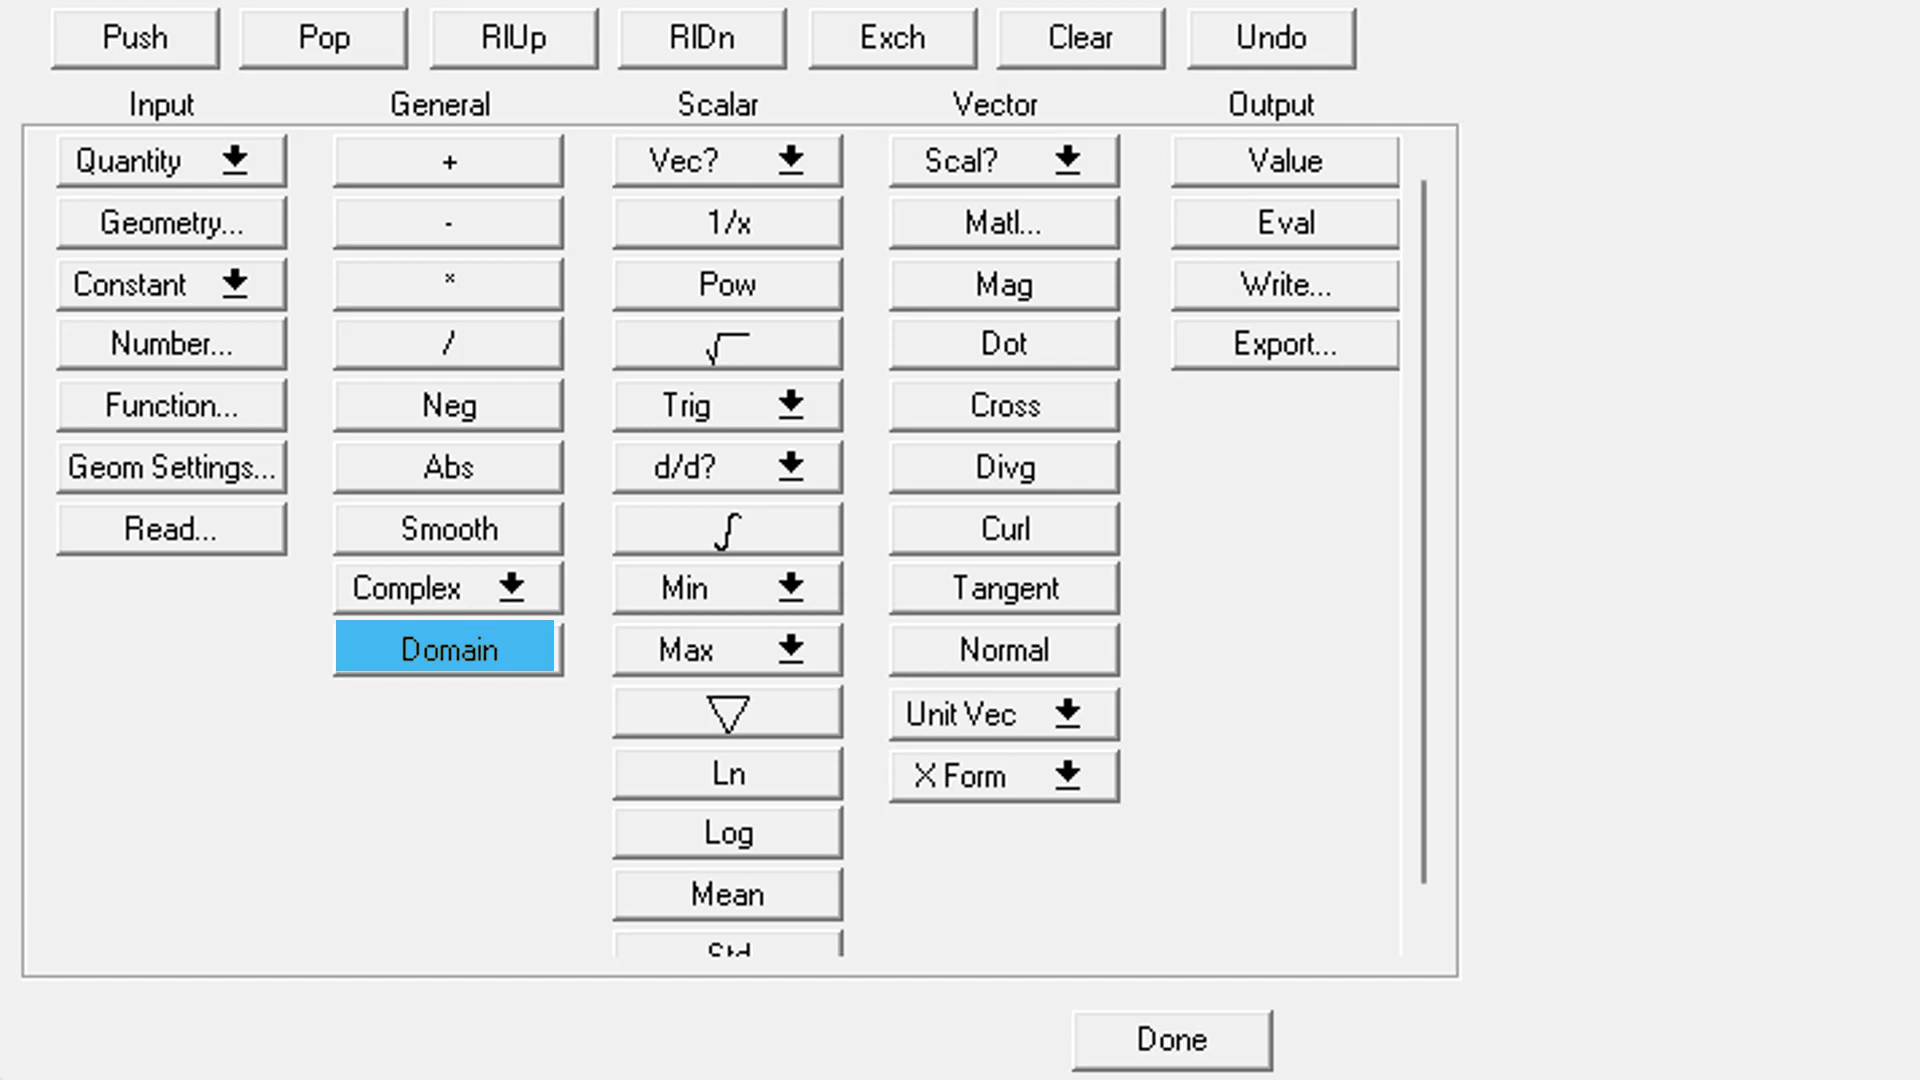 Push Pop RlUp RlDn Exch Clear Undo
Input General Scalar Vector Output
Quantity + Vec? Scal? Value
Geometry... - 1/x Matl... Eval
Constant * Pow Mag Write...
Number... / √ Dot Export...
Function... Neg Trig Cross
Geom Settings... Abs d/d? Divg
Read... Smooth ∫ Curl
Complex Min Tangent
Domain Max Normal
▽ Unit Vec
Ln X Form
Log
Mean
Std
Done